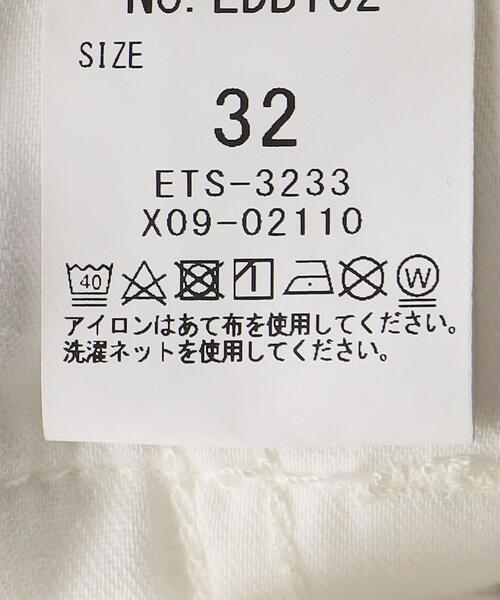 SIZE
32
ETS-3233
X09-02110
40 W
アイロンはあて布を使用してください。
洗濯ネットを使用してください。